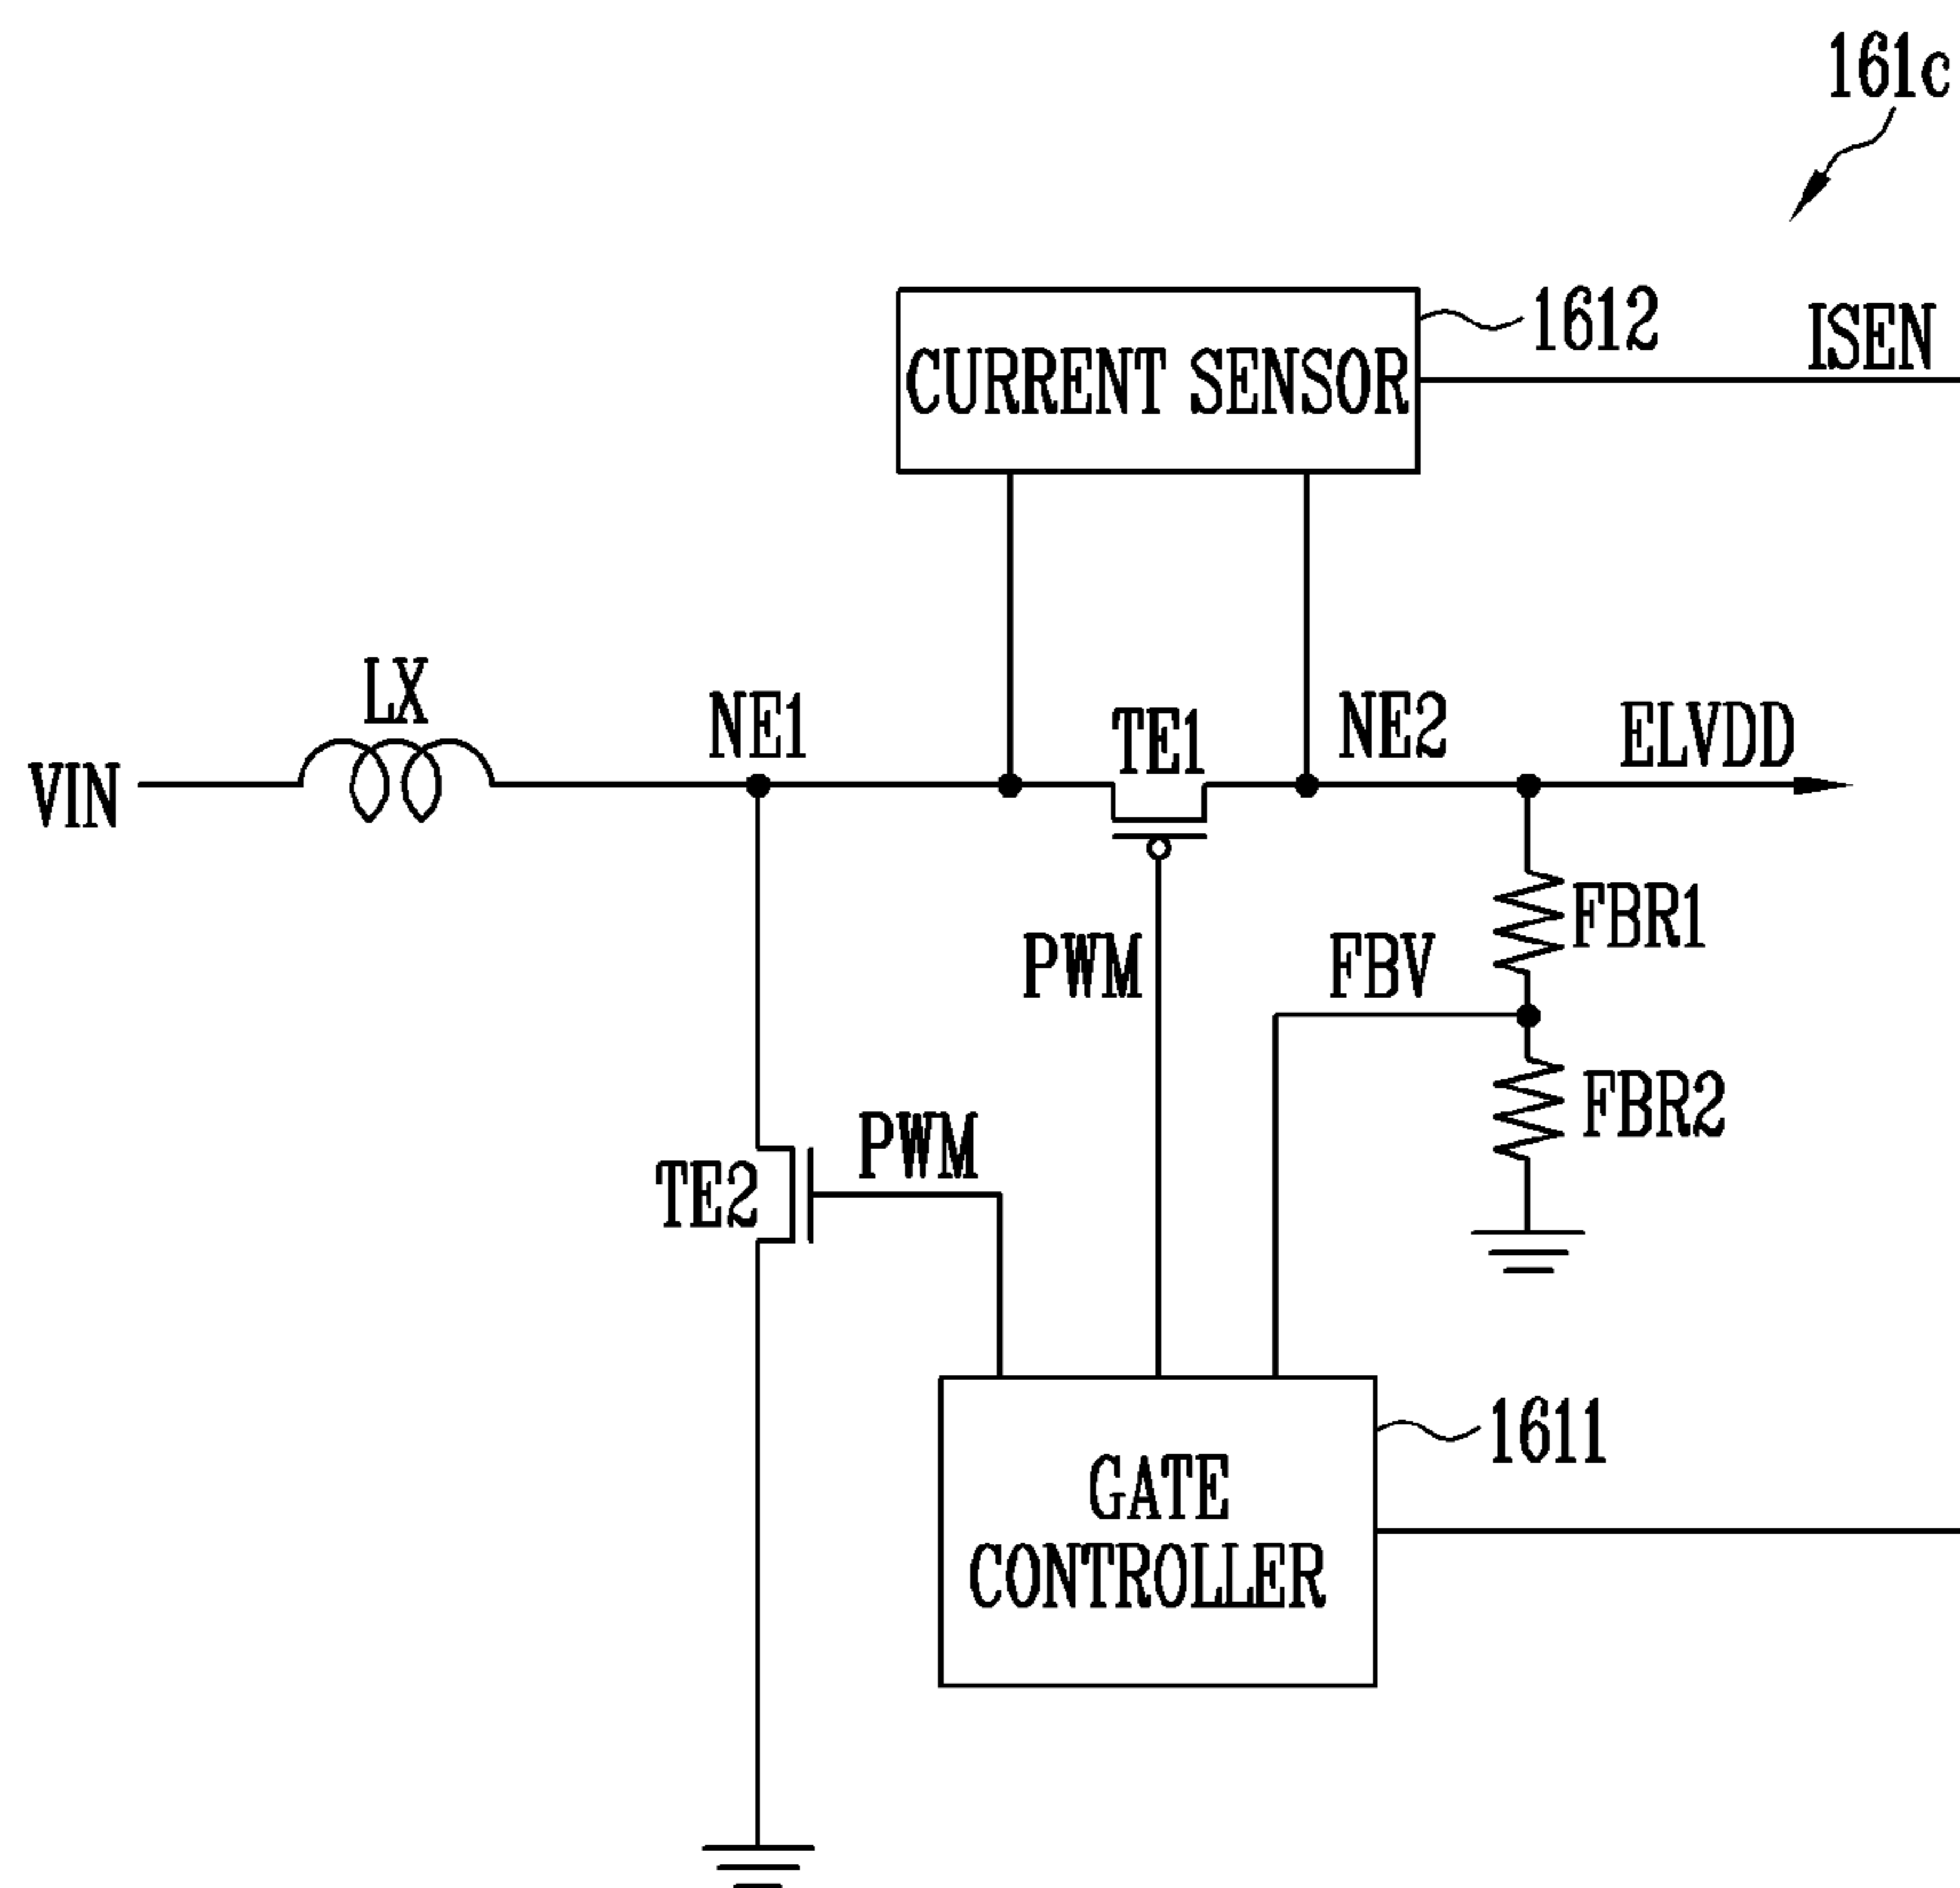 161c
1612
ISEN
CURRENT SENSOR
LX
NE1
TE1
NE2
ELVDD
VIN
FBR1
PWM
FBV
FBR2
PWM
TE2
1611
GATE
CONTROLLER